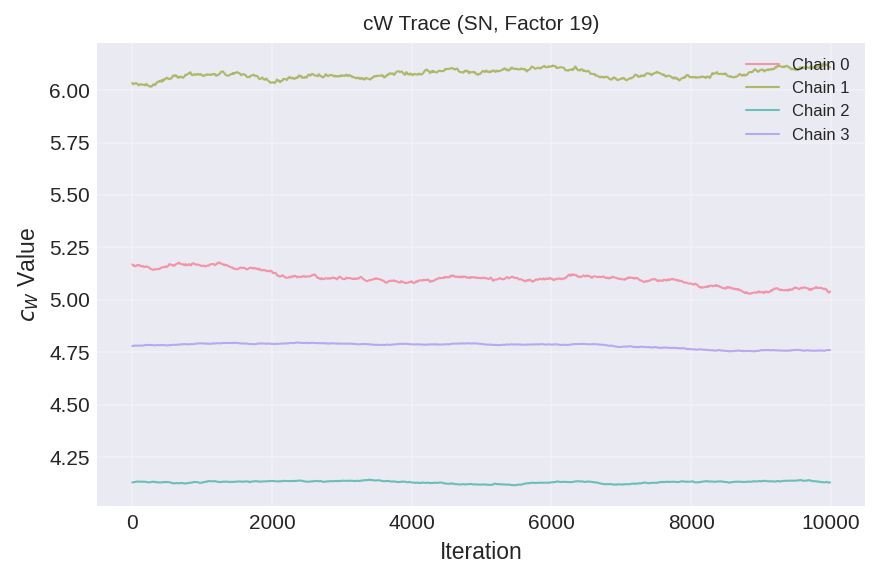 cW Trace (SN, Factor 19)
Chain 0
Chain 1
Chain 2
Chain 3
6.00
5.75
5.50
5.25
5.00
4.75
4.50
4.25
c_W Value
0 2000 4000 6000 8000 10000
Iteration